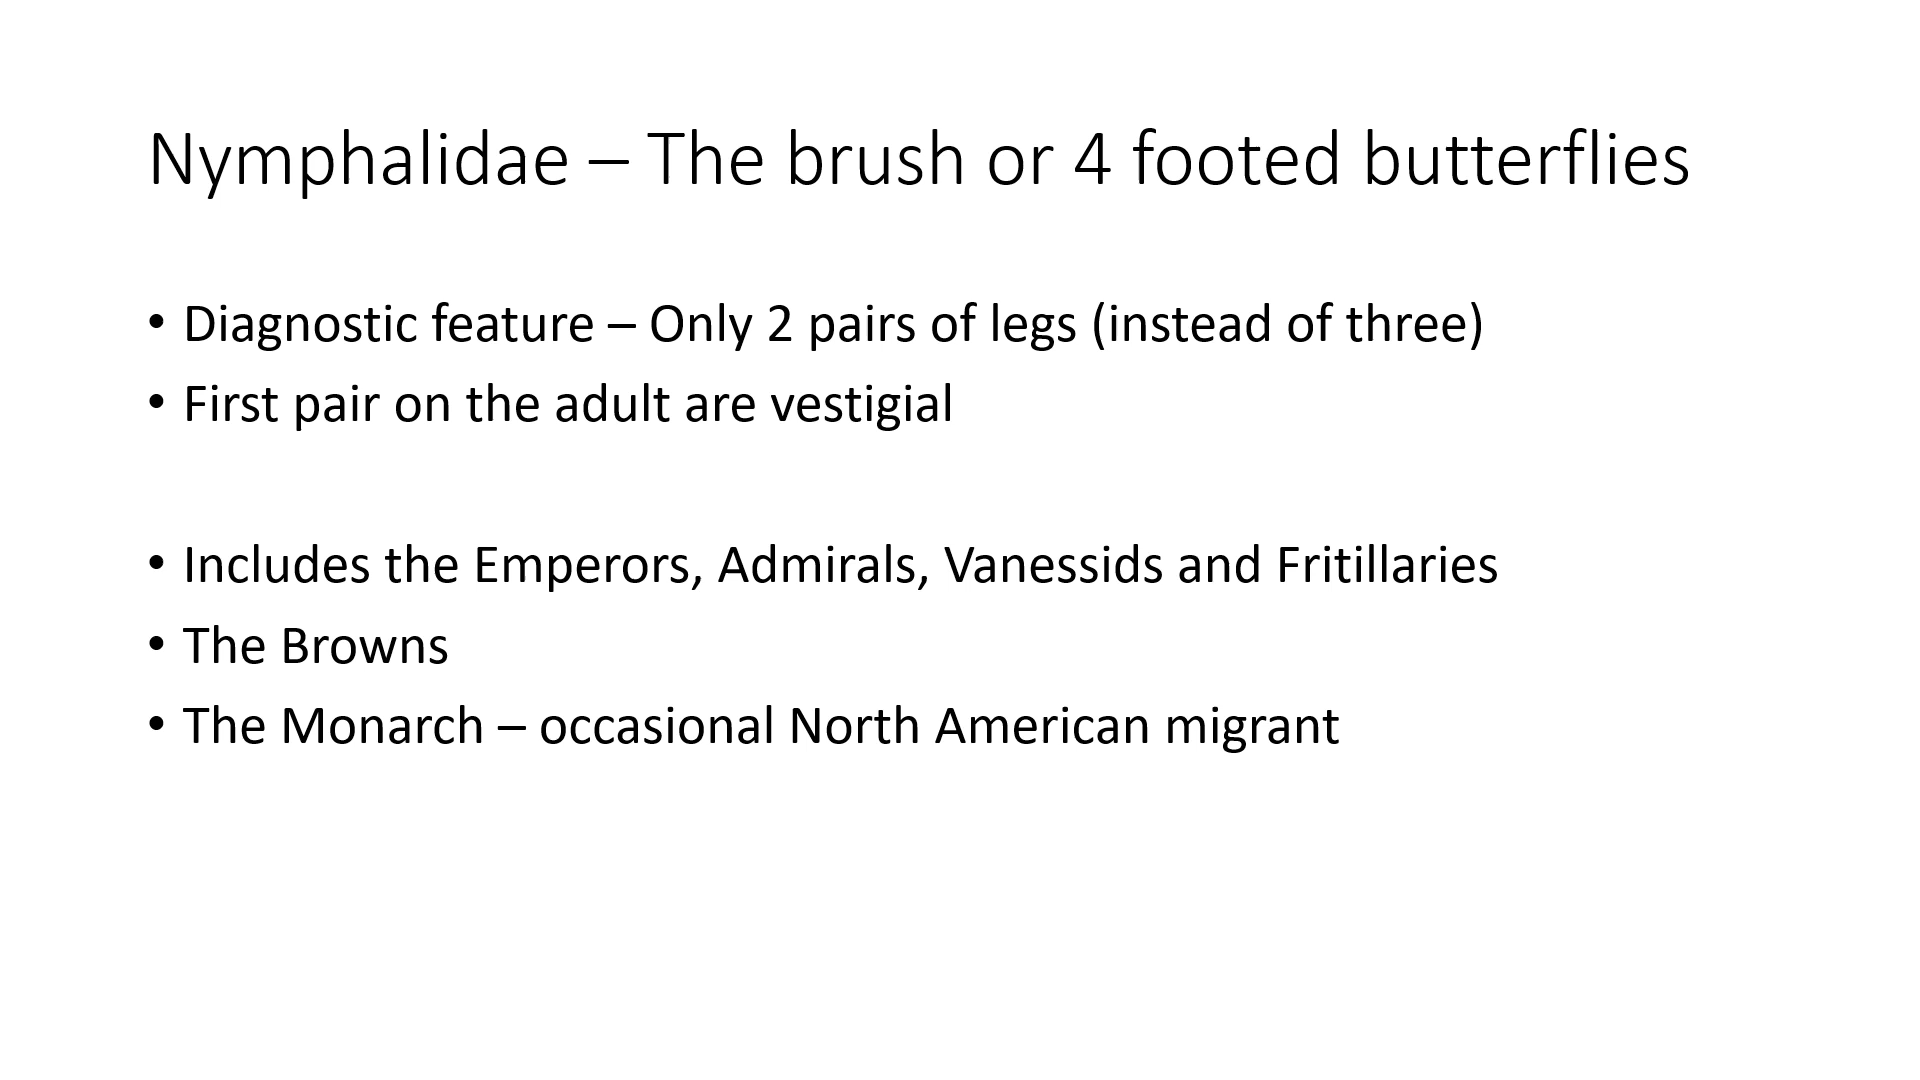 Nymphalidae – The brush or 4 footed butterflies
• Diagnostic feature – Only 2 pairs of legs (instead of three)
• First pair on the adult are vestigial
• Includes the Emperors, Admirals, Vanessids and Fritillaries
• The Browns
• The Monarch – occasional North American migrant